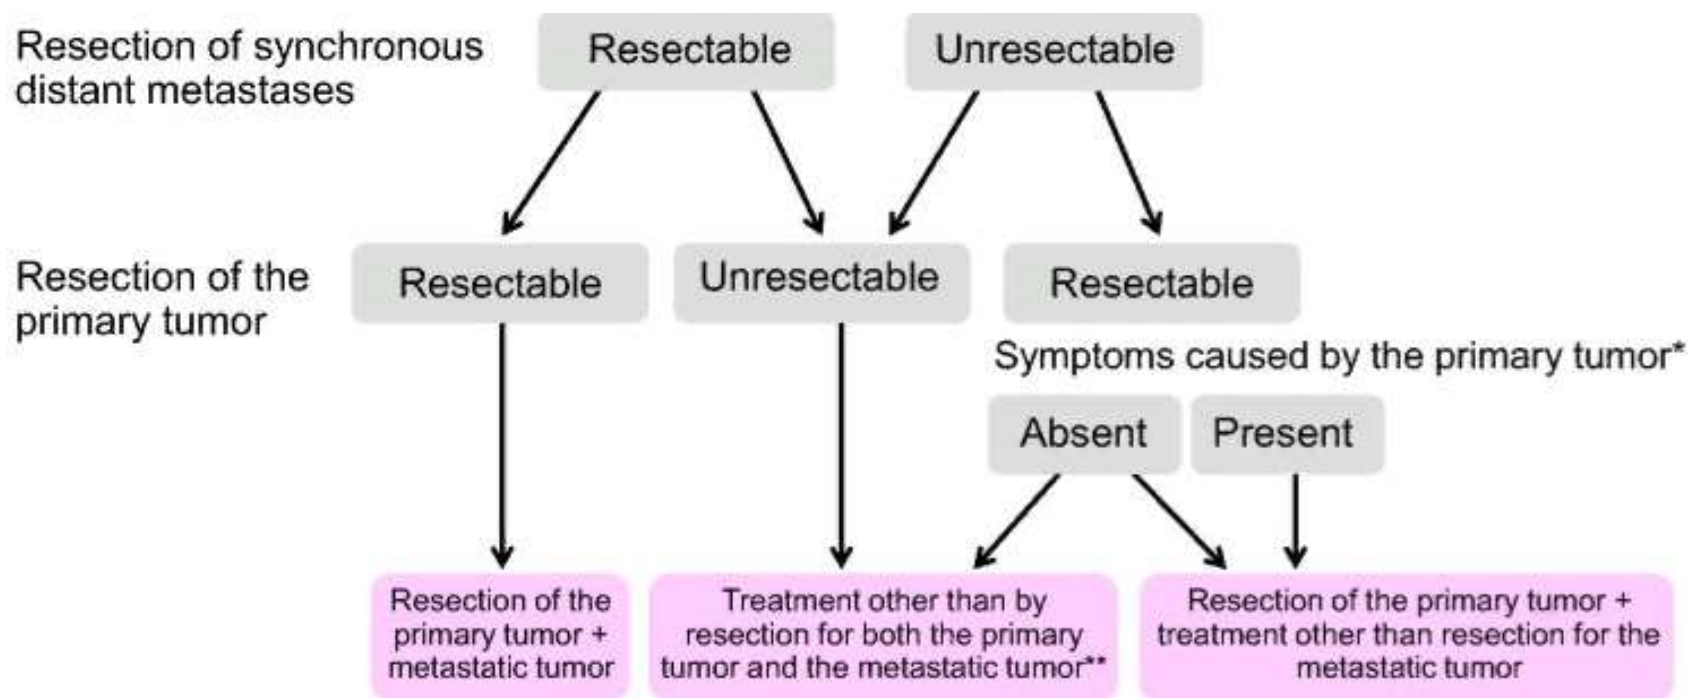 Resection of synchronous
distant metastases
Resectable
Unresectable
Resection of the
primary tumor
Resectable
Unresectable
Resectable
Symptoms caused by the primary tumor*
Absent
Present
Resection of the
primary tumor +
metastatic tumor
Treatment other than by
resection for both the primary
tumor and the metastatic tumor**
Resection of the primary tumor +
treatment other than resection for the
metastatic tumor